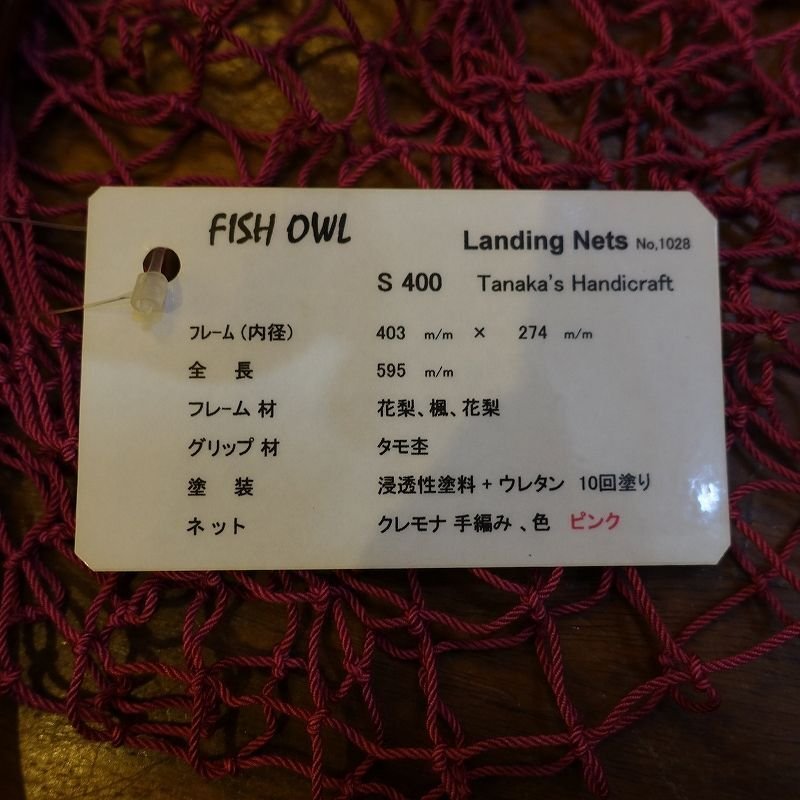 FISH OWL
Landing Nets No,1028
S 400 Tanaka's Handicraft
フレーム（内径） 403 m/m × 274 m/m
全 長 595 m/m
フレーム 材 花梨、楓、花梨
グリップ 材 タモ杢
塗 装 浸透性塗料 + ウレタン 10回塗り
ネット クレモナ 手編み 、色 ピンク